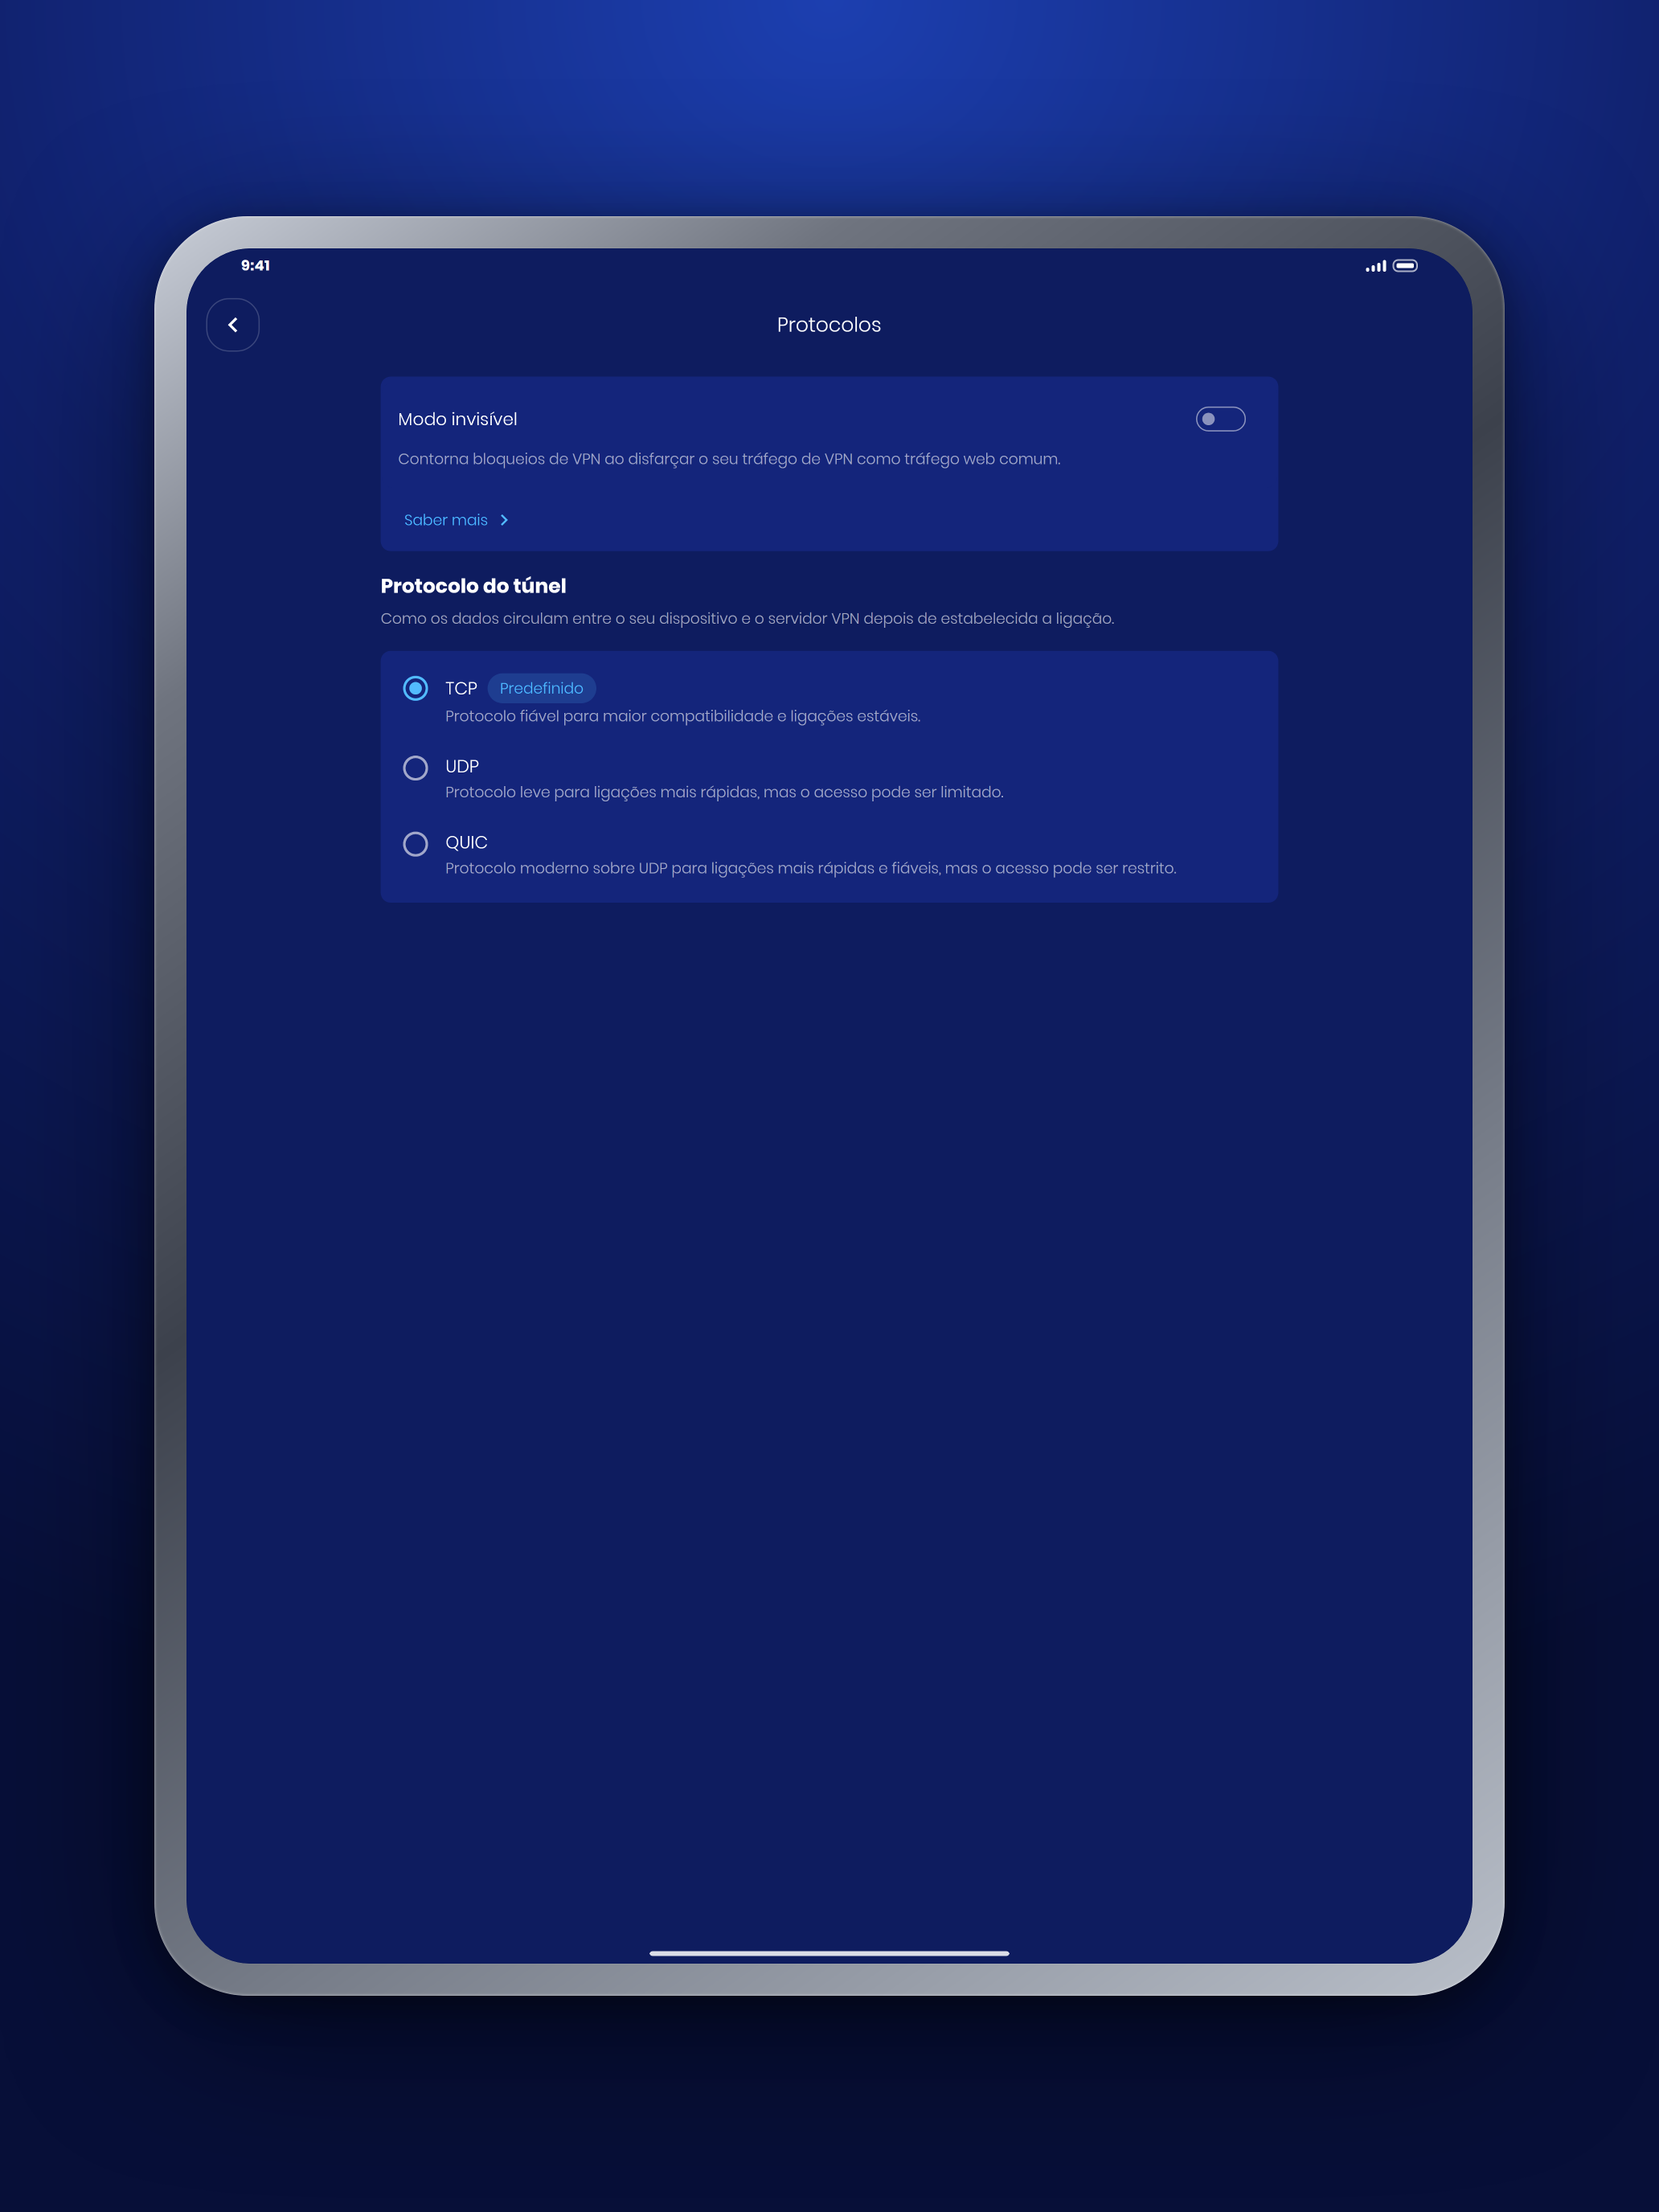 9:41
Protocolos
Modo invisível
Contorna bloqueios de VPN ao disfarçar o seu tráfego de VPN como tráfego web comum.
Saber mais
Protocolo do túnel
Como os dados circulam entre o seu dispositivo e o servidor VPN depois de estabelecida a ligação.
TCP Predefinido
Protocolo fiável para maior compatibilidade e ligações estáveis.
UDP
Protocolo leve para ligações mais rápidas, mas o acesso pode ser limitado.
QUIC
Protocolo moderno sobre UDP para ligações mais rápidas e fiáveis, mas o acesso pode ser restrito.